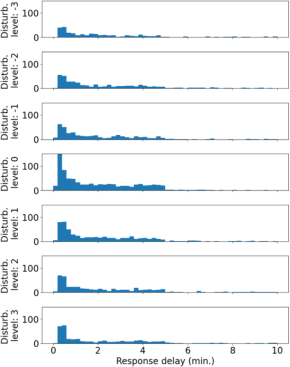 Disturb.
level: -3
100
0
Disturb.
level: -2
100
0
Disturb.
level: -1
100
0
Disturb.
level: 0
100
0
Disturb.
level: 1
100
0
Disturb.
level: 2
100
0
Disturb.
level: 3
100
0
0 2 4 6 8 10
Response delay (min.)